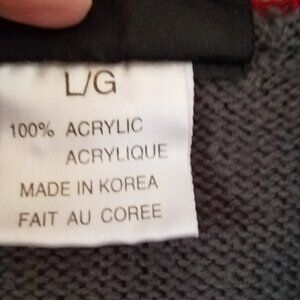 L/G
100% ACRYLIC
ACRYLIQUE
MADE IN KOREA
FAIT AU COREE